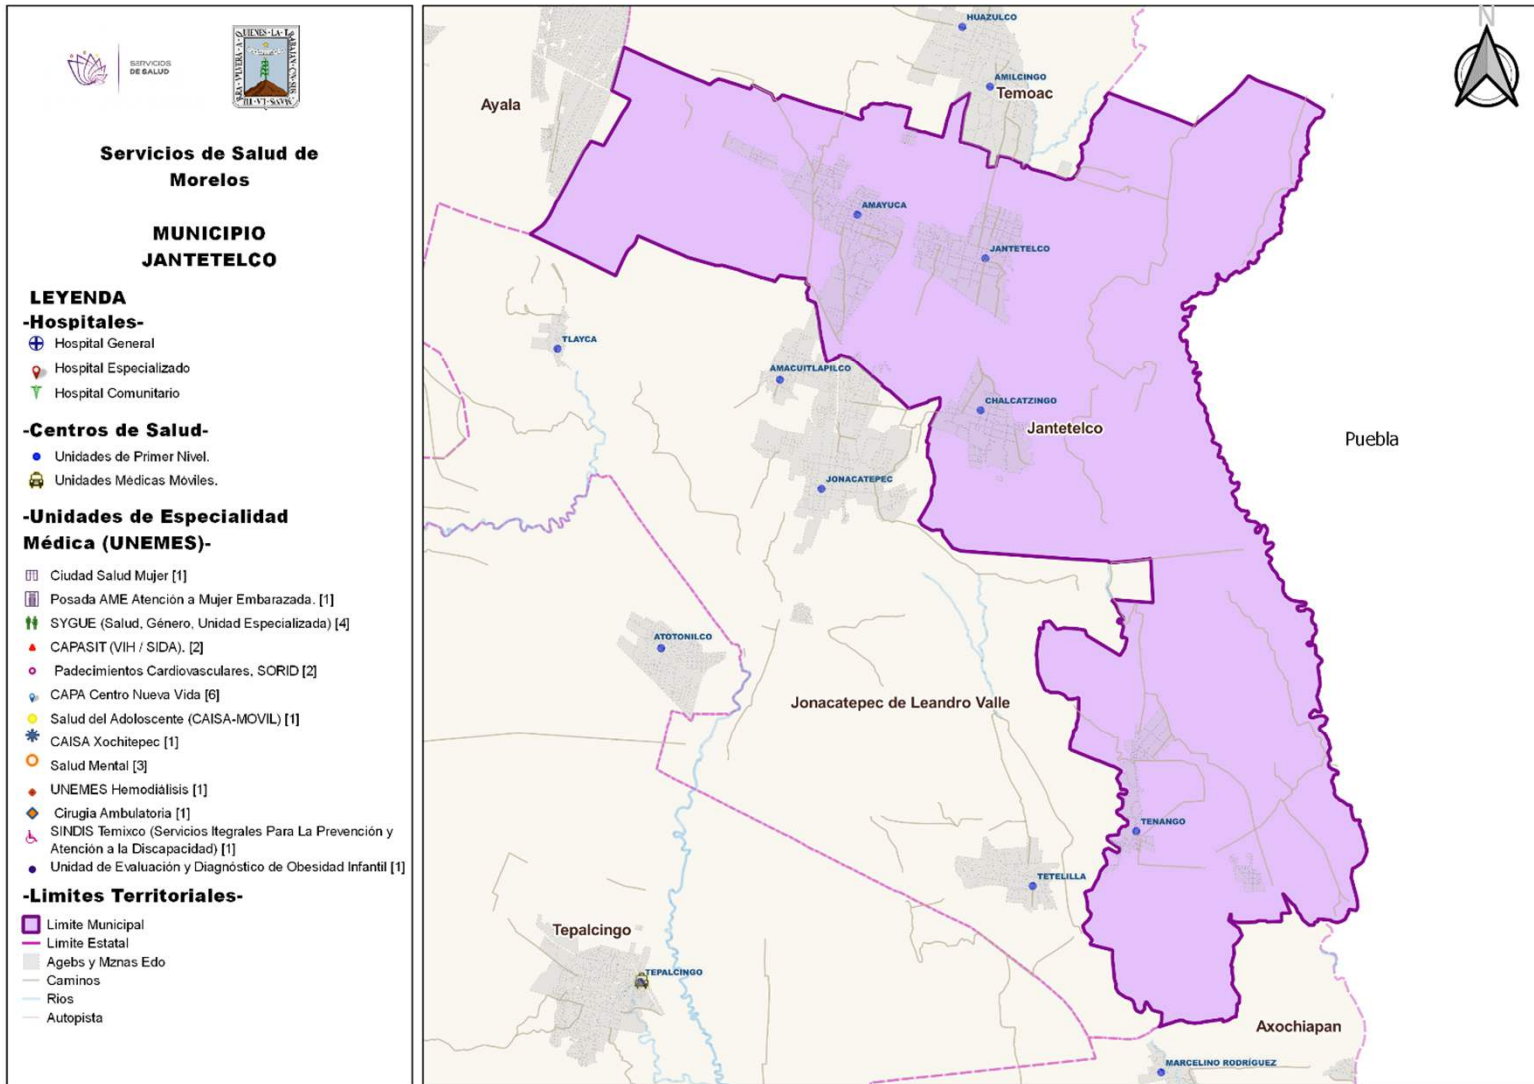 SERVICIOS
DE SALUD
Servicios de Salud de
Morelos
MUNICIPIO
JANTETELCO
LEYENDA
-Hospitales-
Hospital General
Hospital Especializado
Hospital Comunitario
-Centros de Salud-
Unidades de Primer Nivel.
Unidades Médicas Móviles.
-Unidades de Especialidad
Médica (UNEMES)-
Ciudad Salud Mujer [1]
Posada AME Atención a Mujer Embarazada. [1]
SYGUE (Salud, Género, Unidad Especializada) [4]
CAPASIT (VIH / SIDA). [2]
Padecimientos Cardiovasculares, SORID [2]
CAPA Centro Nueva Vida [6]
Salud del Adoloscente (CAISA-MOVIL) [1]
CAISA Xochitepec [1]
Salud Mental [3]
UNEMES Hemodiálisis [1]
Cirugia Ambulatoria [1]
SINDIS Temixco (Servicios Itegrales Para La Prevención y
Atención a la Discapacidad) [1]
Unidad de Evaluación y Diagnóstico de Obesidad Infantil [1]
-Limites Territoriales-
Limite Municipal
Limite Estatal
Agebs y Mznas Edo
Caminos
Rios
Autopista
N
HUAZULCO
AMILCINGO
Temoac
Ayala
AMAYUCA
JANTETELCO
TLAYCA
AMACUITLAPILCO
CHALCATZINGO
Jantetelco
Puebla
JONACATEPEC
ATOTONILCO
Jonacatepec de Leandro Valle
TENANGO
TETELILLA
Tepalcingo
TEPALCINGO
Axochiapan
MARCELINO RODRÍGUEZ